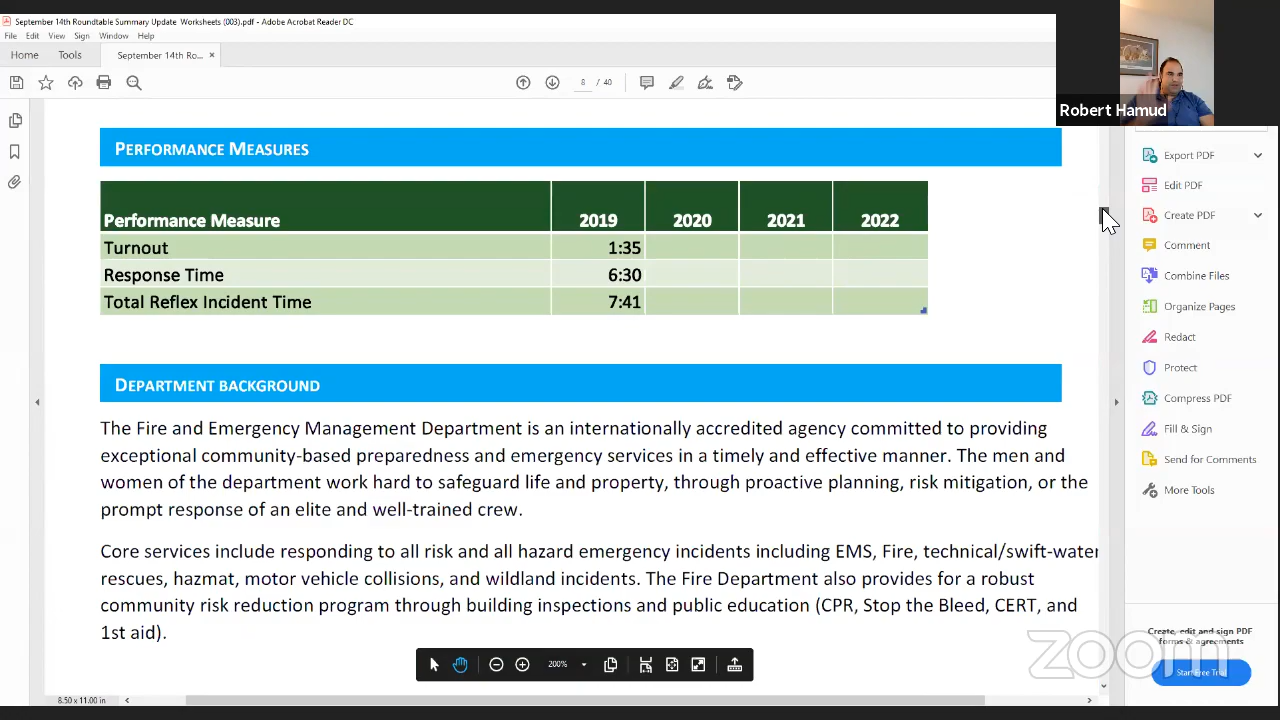 September 14th Roundtable Summary Update Worksheets (003).pdf - Adobe Acrobat Reader DC
File Edit View Sign Window Help
Home Tools September 14th Ro... ×
8 / 40
Robert Hamud
PERFORMANCE MEASURES
Performance Measure 2019 2020 2021 2022
Turnout 1:35
Response Time 6:30
Total Reflex Incident Time 7:41
DEPARTMENT BACKGROUND
The Fire and Emergency Management Department is an internationally accredited agency committed to providing
exceptional community-based preparedness and emergency services in a timely and effective manner. The men and
women of the department work hard to safeguard life and property, through proactive planning, risk mitigation, or the
prompt response of an elite and well-trained crew.
Core services include responding to all risk and all hazard emergency incidents including EMS, Fire, technical/swift-water
rescues, hazmat, motor vehicle collisions, and wildland incidents. The Fire Department also provides for a robust
community risk reduction program through building inspections and public education (CPR, Stop the Bleed, CERT, and
1st aid).
200%
8.50 x 11.00 in
Export PDF
Edit PDF
Create PDF
Comment
Combine Files
Organize Pages
Redact
Protect
Compress PDF
Fill & Sign
Send for Comments
More Tools
Create, edit and sign PDF
forms & agreements
Start Free Trial
zoom